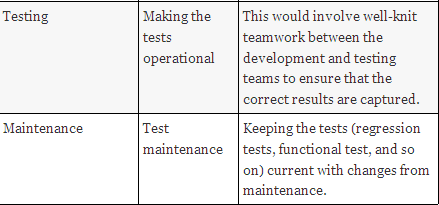 Testing
Making the
tests
operational
This would involve well-knit
teamwork between the
development and testing
teams to ensure that the
correct results are captured.
Maintenance
Test
maintenance
Keeping the tests (regression
tests, functional test, and so
on) current with changes from
maintenance.